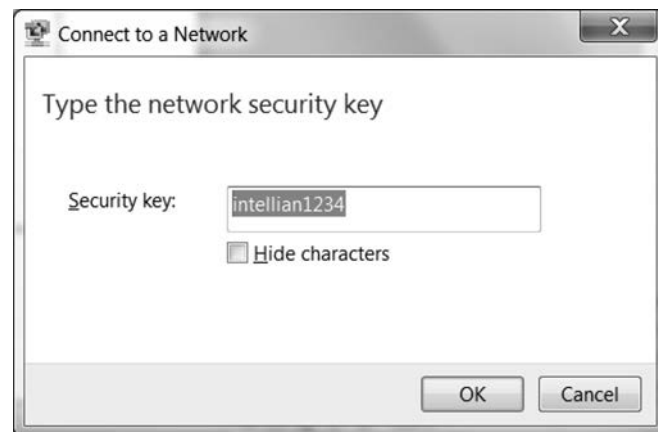 Connect to a Network
Type the network security key
Security key: intellian1234
Hide characters
OK Cancel